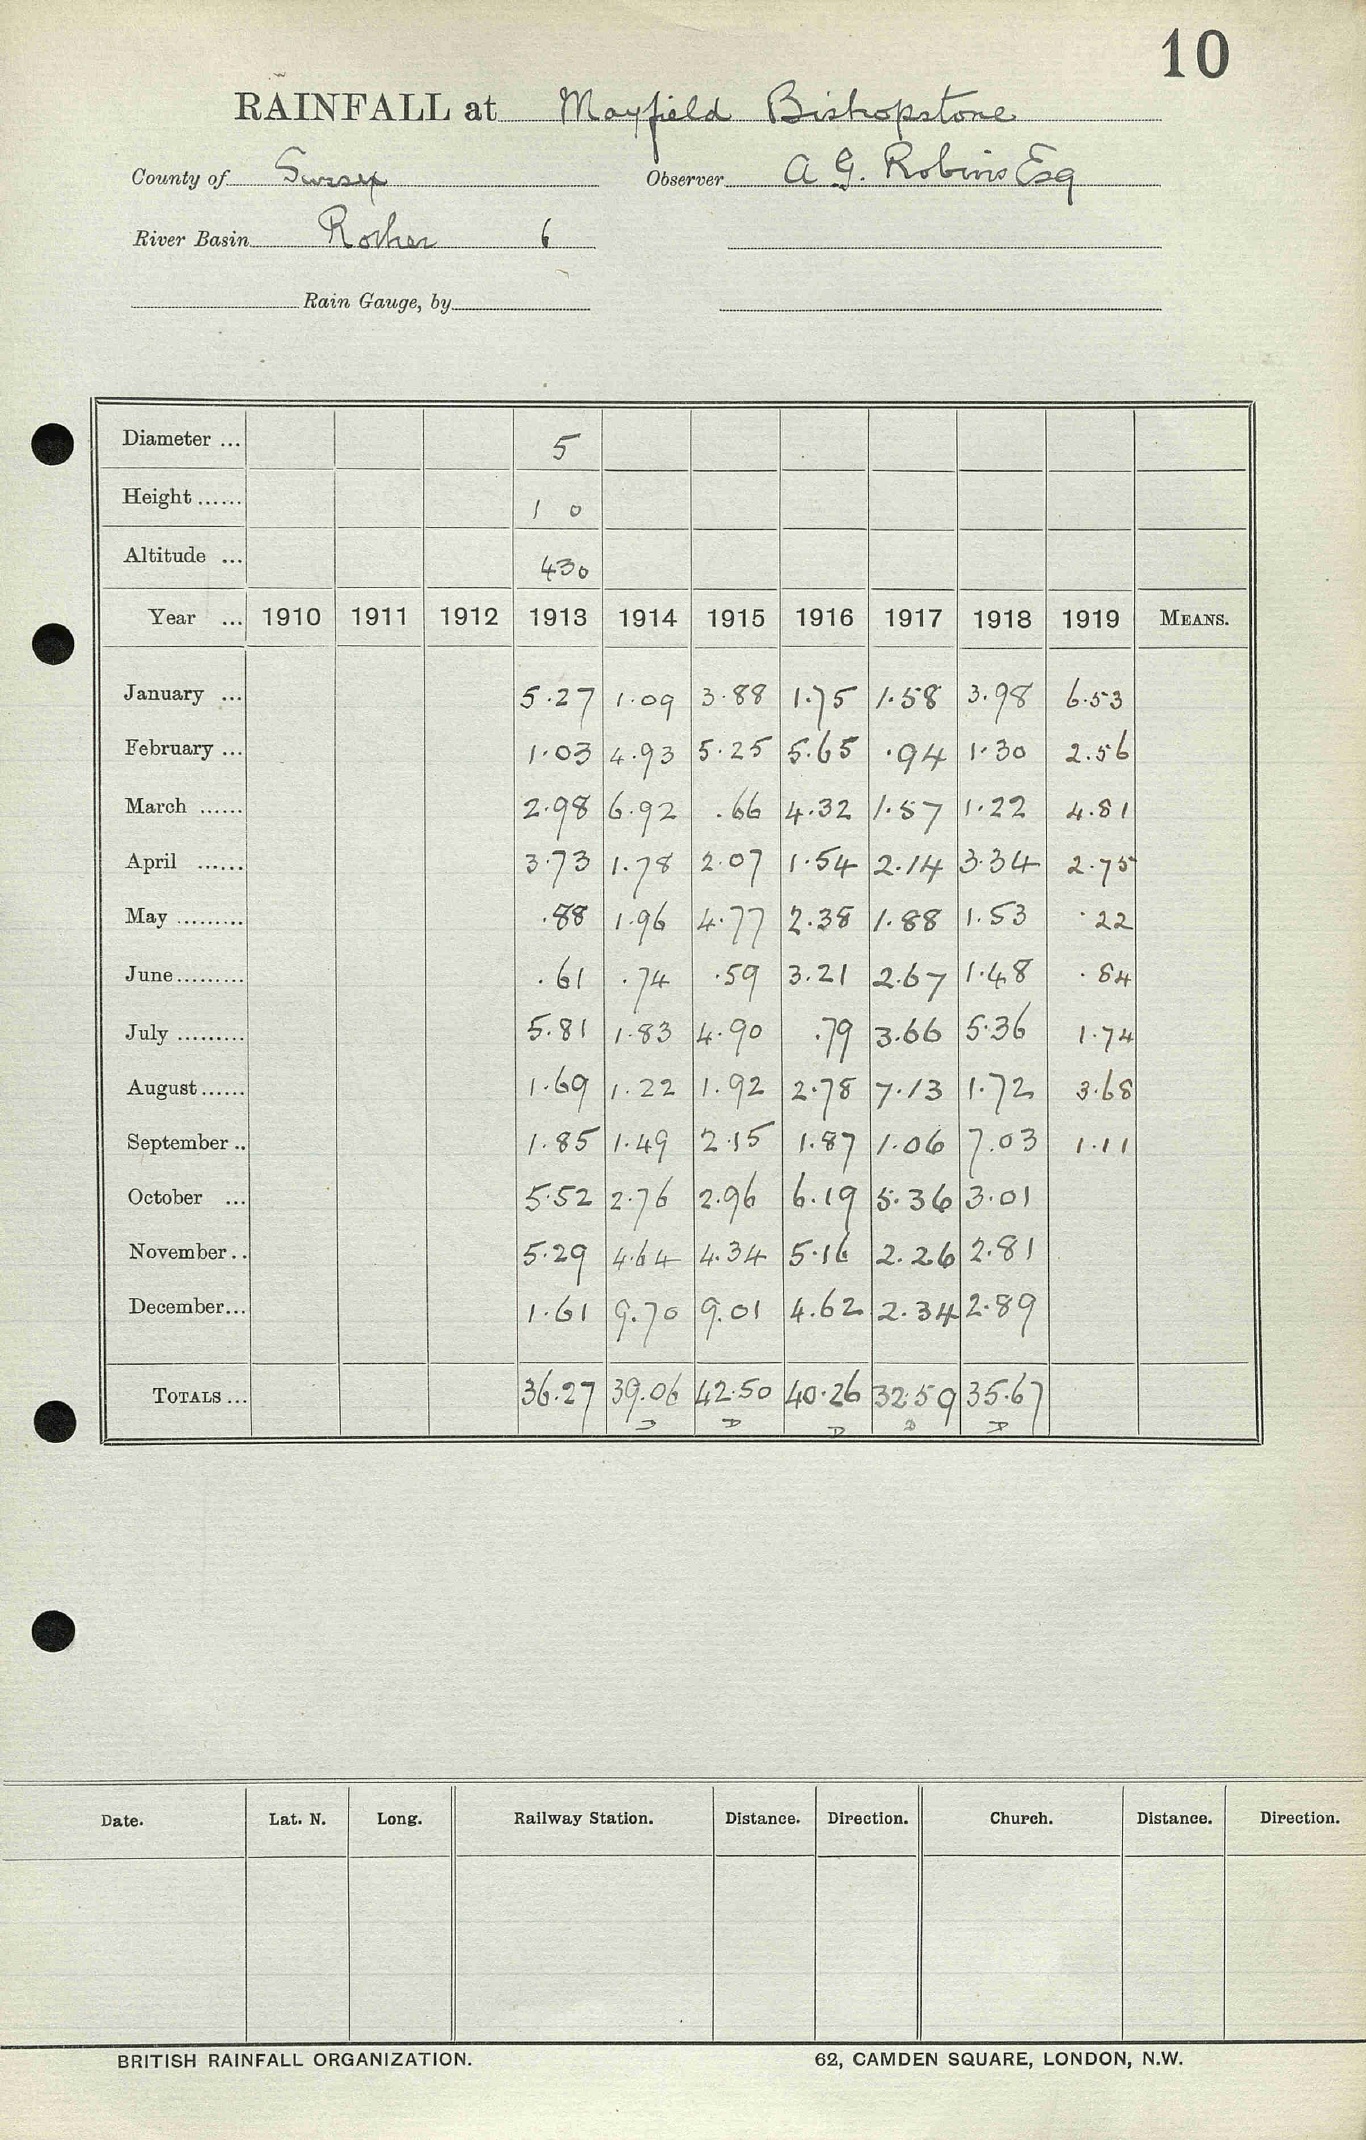 10
RAINFALL at Mayfield Bishopstone
County of Sussex Observer A G. Robins Esq
River Basin Rother 6
Rain Gauge, by
Diameter ... 5
Height ...... 1 0
Altitude ... 430
Year ... 1910 1911 1912 1913 1914 1915 1916 1917 1918 1919 MEANS.
January ... 5.27 1.09 3.88 1.75 1.58 3.98 6.53
February ... 1.03 4.93 5.25 5.65 .94 1.30 2.56
March ...... 2.98 6.92 .66 4.32 1.57 1.22 4.81
April ...... 3.73 1.78 2.07 1.54 2.14 3.34 2.75
May ......... .88 1.96 4.77 2.38 1.88 1.53 .22
June ......... .61 .74 .59 3.21 2.67 1.48 .84
July ......... 5.81 1.83 4.90 .79 3.66 5.36 1.74
August ...... 1.69 1.22 1.92 2.78 7.13 1.72 3.68
September .. 1.85 1.49 2.15 1.87 1.06 7.03 1.11
October ... 5.52 2.76 2.96 6.19 5.36 3.01
November .. 5.29 4.64 4.34 5.16 2.26 2.81
December... 1.61 9.70 9.01 4.62 2.34 2.89
TOTALS ... 36.27 39.06 42.50 40.26 32.59 35.67
D D D D D
Date. Lat. N. Long. Railway Station. Distance. Direction. Church. Distance. Direction.
BRITISH RAINFALL ORGANIZATION. 62, CAMDEN SQUARE, LONDON, N.W.